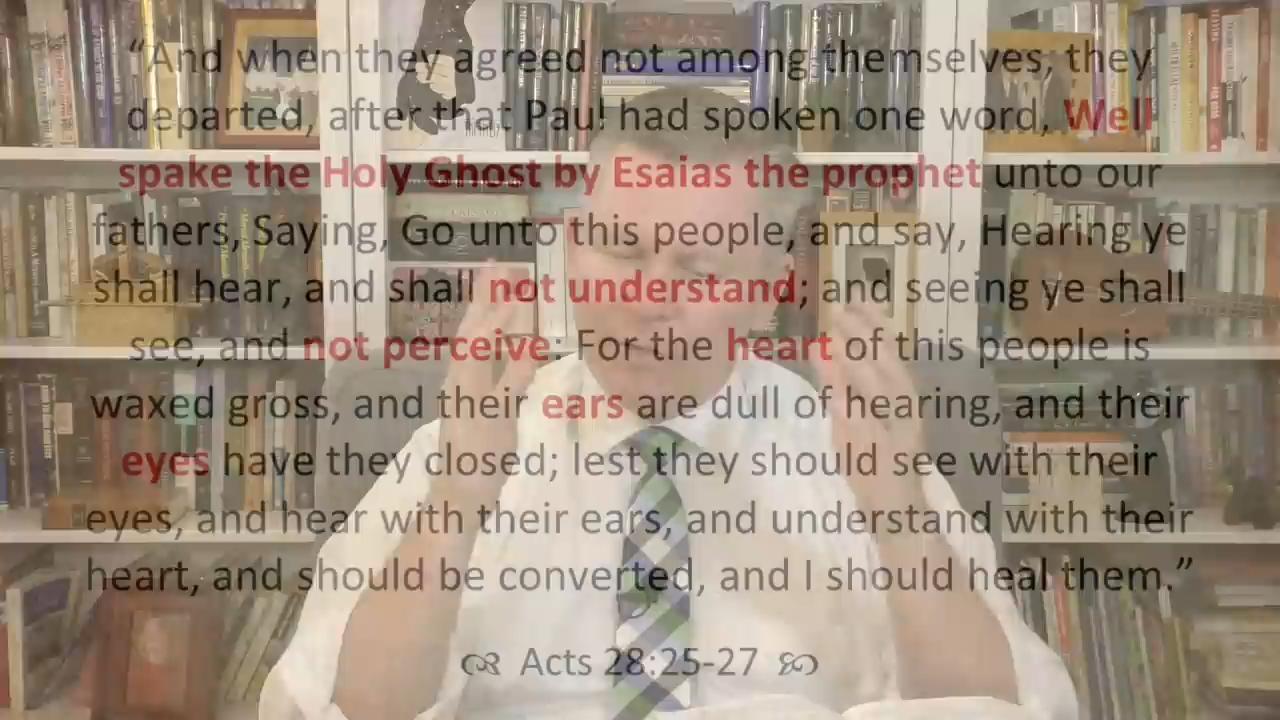 “And when they agreed not among themselves, they
departed, after that Paul had spoken one word, Well
spake the Holy Ghost by Esaias the prophet unto our
fathers, Saying, Go unto this people, and say, Hearing ye
shall hear, and shall not understand; and seeing ye shall
see, and not perceive: For the heart of this people is
waxed gross, and their ears are dull of hearing, and their
eyes have they closed; lest they should see with their
eyes, and hear with their ears, and understand with their
heart, and should be converted, and I should heal them.”
Acts 28:25-27